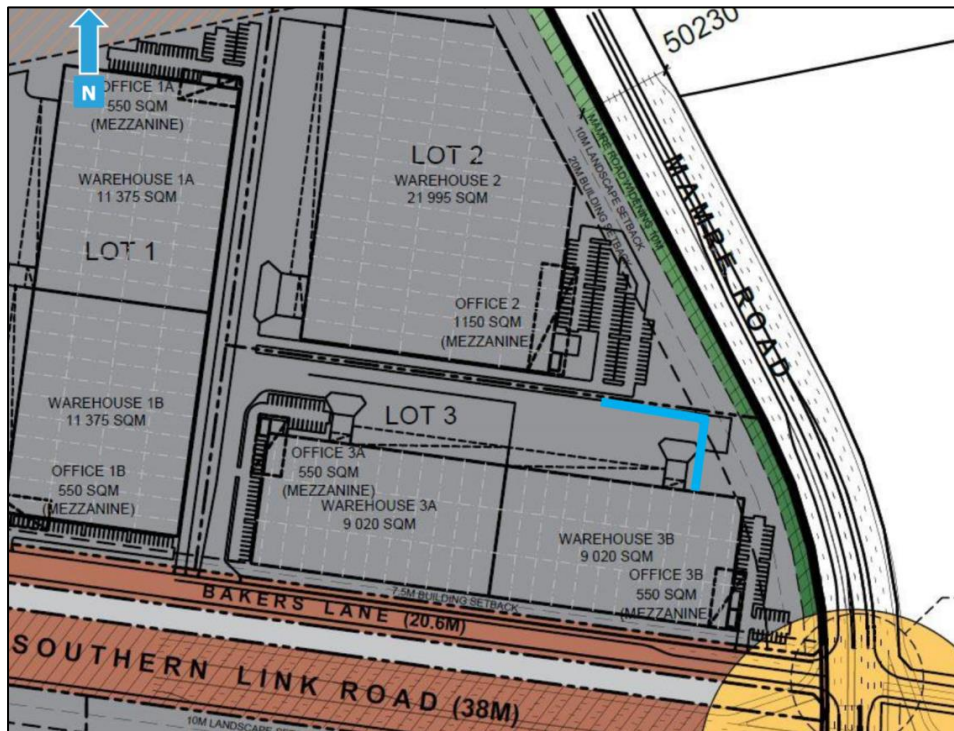 50230
N
OFFICE 1A
550 SQM
(MEZZANINE)
WAREHOUSE 1A
11 375 SQM
LOT 1
LOT 2
WAREHOUSE 2
21 995 SQM
MAMRE ROAD WIDENING 10M
10M LANDSCAPE SETBACK
20M BUILDING SETBACK
MAMRE ROAD
OFFICE 2
1150 SQM
(MEZZANINE)
WAREHOUSE 1B
11 375 SQM
OFFICE 1B
550 SQM
(MEZZANINE)
LOT 3
OFFICE 3A
550 SQM
(MEZZANINE)
WAREHOUSE 3A
9 020 SQM
WAREHOUSE 3B
9 020 SQM
OFFICE 3B
550 SQM
(MEZZANINE)
7.5M BUILDING SETBACK
BAKERS LANE (20.6M)
SOUTHERN LINK ROAD (38M)
10M LANDSCAPE